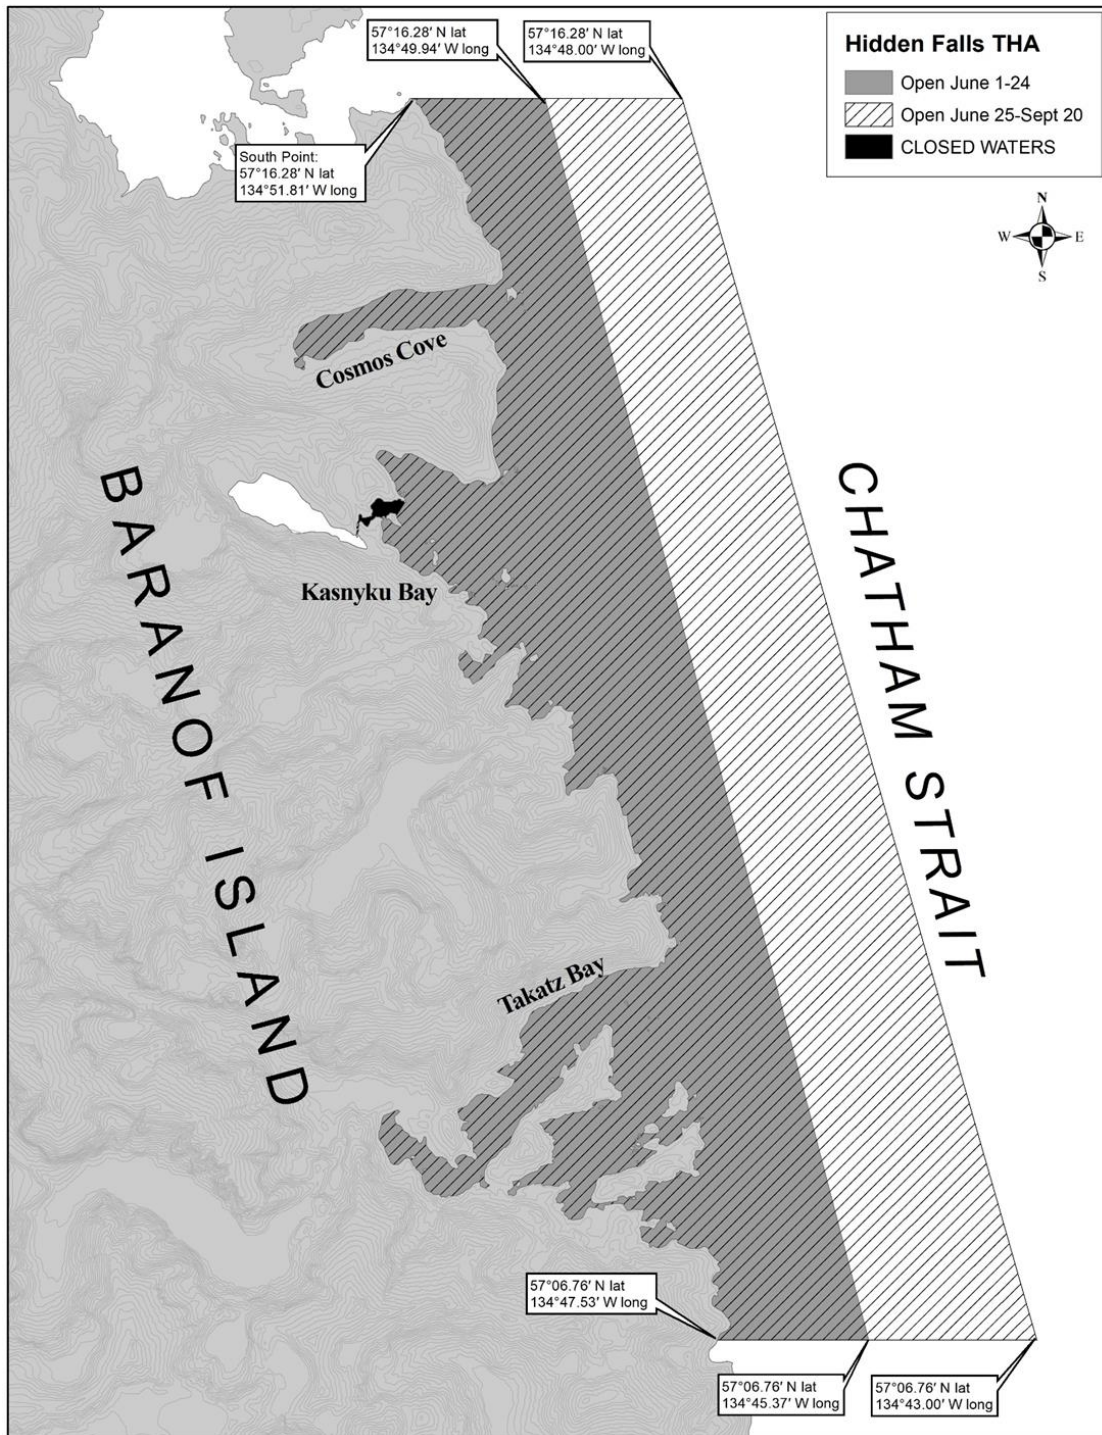 57°16.28′ N lat
134°49.94′ W long
57°16.28′ N lat
134°48.00′ W long
Hidden Falls THA
Open June 1-24
Open June 25-Sept 20
CLOSED WATERS
South Point:
57°16.28′ N lat
134°51.81′ W long
N
W
E
S
Cosmos Cove
BARANOF ISLAND
CHATHAM STRAIT
Kasnyku Bay
Takatz Bay
57°06.76′ N lat
134°47.53′ W long
57°06.76′ N lat
134°45.37′ W long
57°06.76′ N lat
134°43.00′ W long